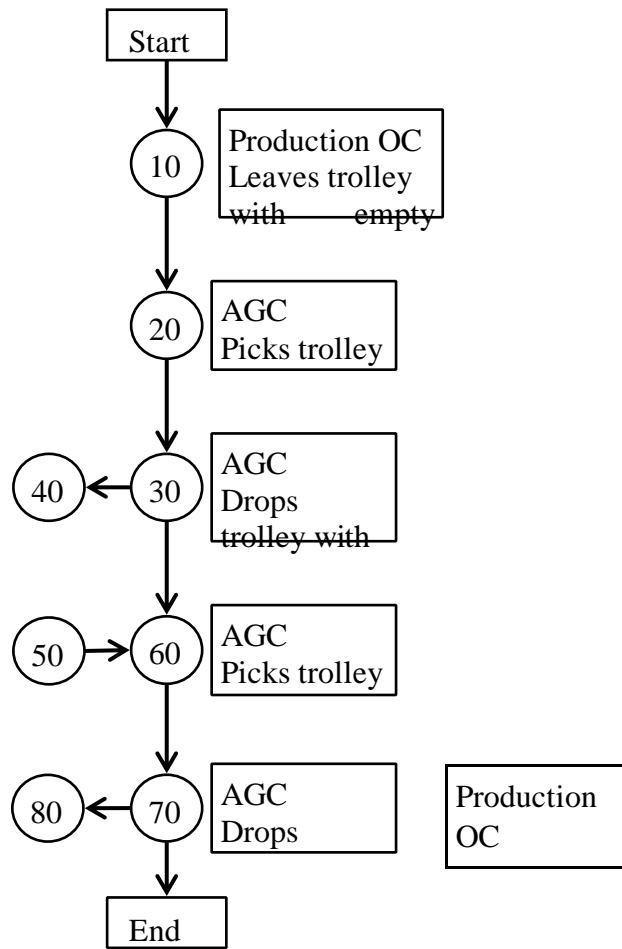 Start
10
Production OC
Leaves trolley
with empty
20
AGC
Picks trolley
40
30
AGC
Drops
trolley with
50
60
AGC
Picks trolley
80
70
AGC
Drops
Production
OC
End